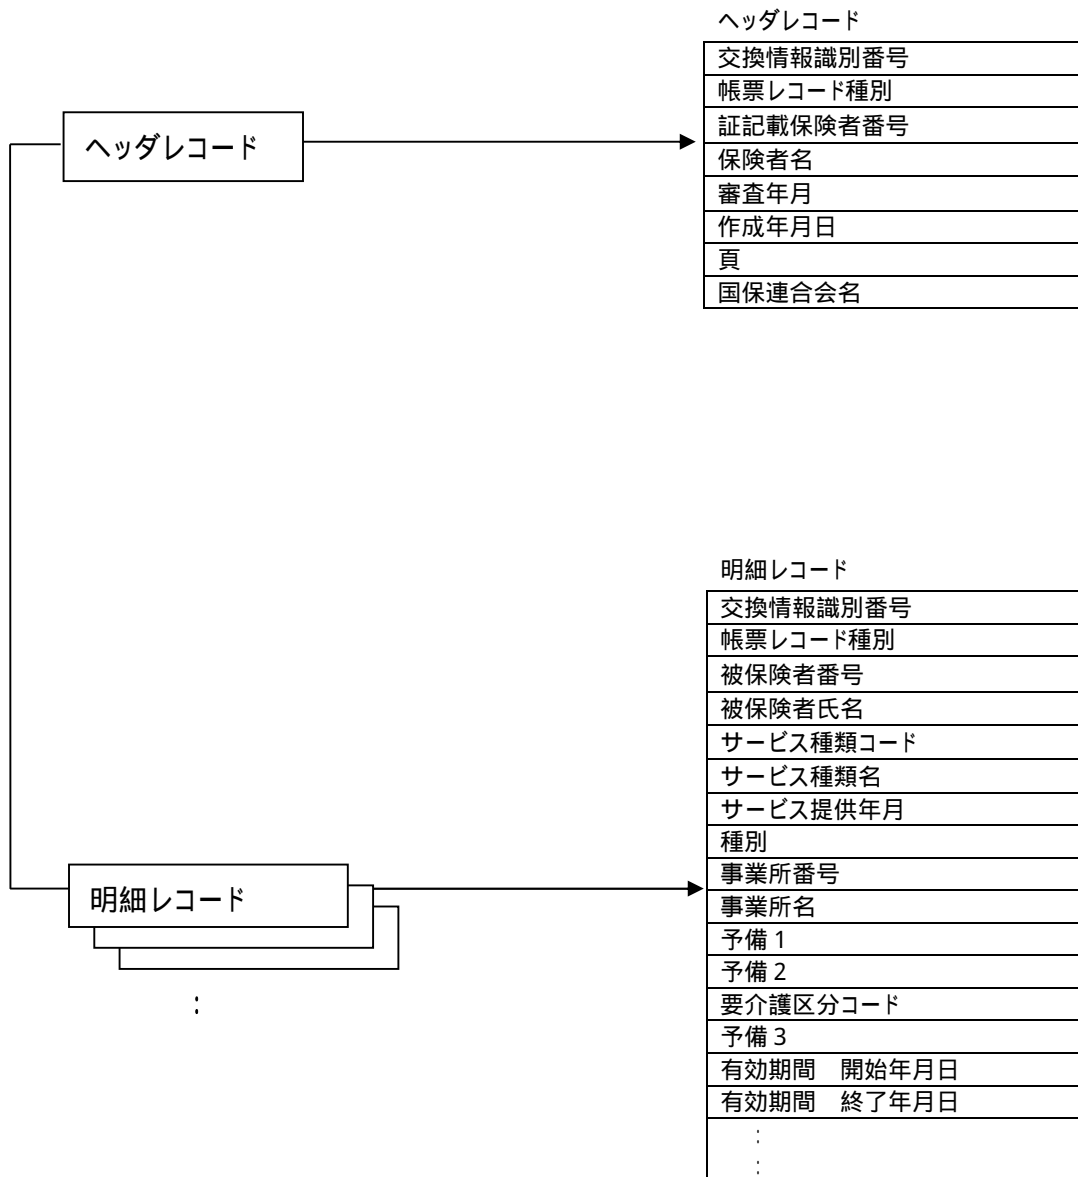 ヘッダレコード
ヘッダレコード
交換情報識別番号
帳票レコード種別
証記載保険者番号
保険者名
審査年月
作成年月日
頁
国保連合会名
明細レコード
：
明細レコード
交換情報識別番号
帳票レコード種別
被保険者番号
被保険者氏名
サービス種類コード
サービス種類名
サービス提供年月
種別
事業所番号
事業所名
予備 1
予備 2
要介護区分コード
予備 3
有効期間　開始年月日
有効期間　終了年月日
：
：